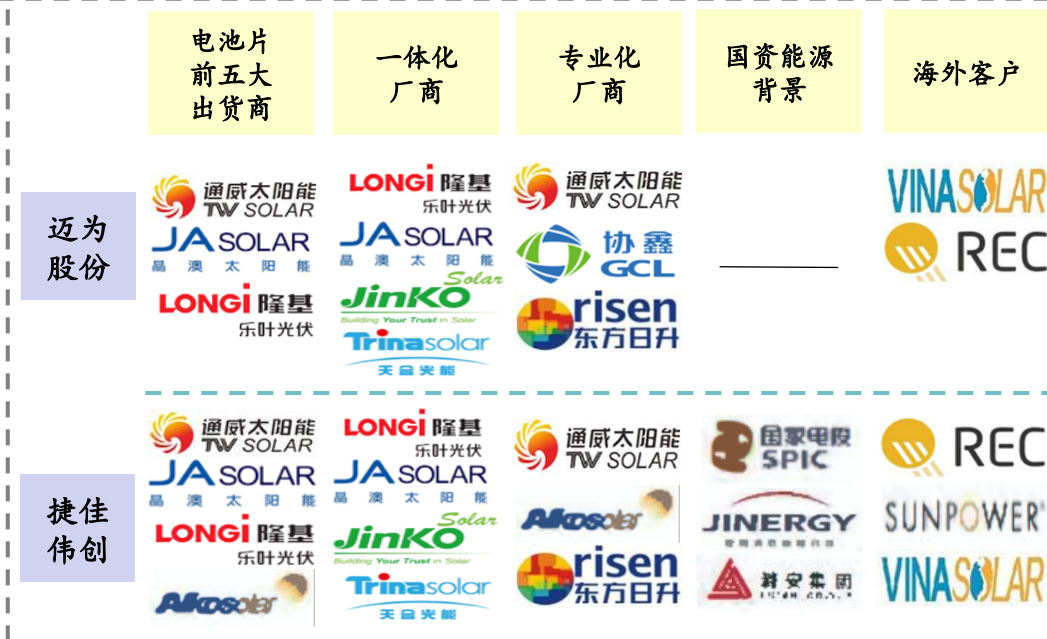 电池片
前五大
出货商
一体化
厂商
专业化
厂商
国资能源
背景
海外客户
迈为
股份
通威太阳能
TW SOLAR
JA SOLAR
晶澳太阳能
LONGi 隆基
乐叶光伏
LONGi 隆基
乐叶光伏
JA SOLAR
晶澳太阳能
JinKO Solar
Building Your Trust in Solar
Trinasolar
天合光能
通威太阳能
TW SOLAR
协鑫
GCL
risen
东方日升
VINASOLAR
REC
捷佳
伟创
通威太阳能
TW SOLAR
JA SOLAR
晶澳太阳能
LONGi 隆基
乐叶光伏
Aikosolar
LONGi 隆基
乐叶光伏
JA SOLAR
晶澳太阳能
JinKO Solar
Building Your Trust in Solar
Trinasolar
天合光能
通威太阳能
TW SOLAR
Aikosolar
risen
东方日升
国家电投
SPIC
JINERGY
潞安集团
REC
SUNPOWER
VINASOLAR